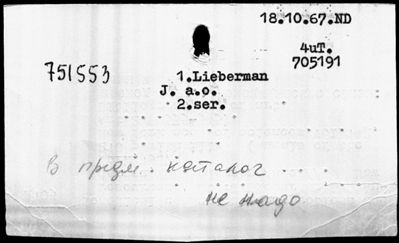 18.10.67.ND
4uT.
705191
751553
1.Lieberman
J. a.o.
2.ser.
в предм. каталог
не надо